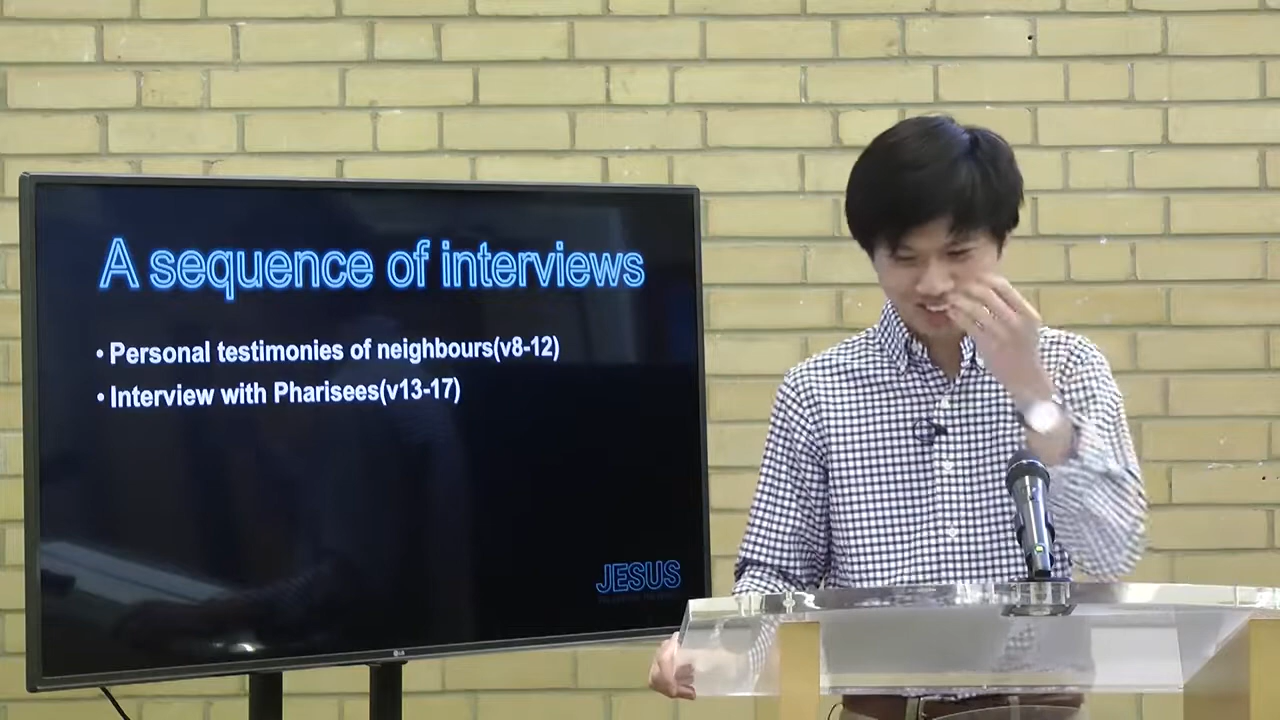 A sequence of interviews
• Personal testimonies of neighbours(v8-12)
• Interview with Pharisees(v13-17)
JESUS
LG